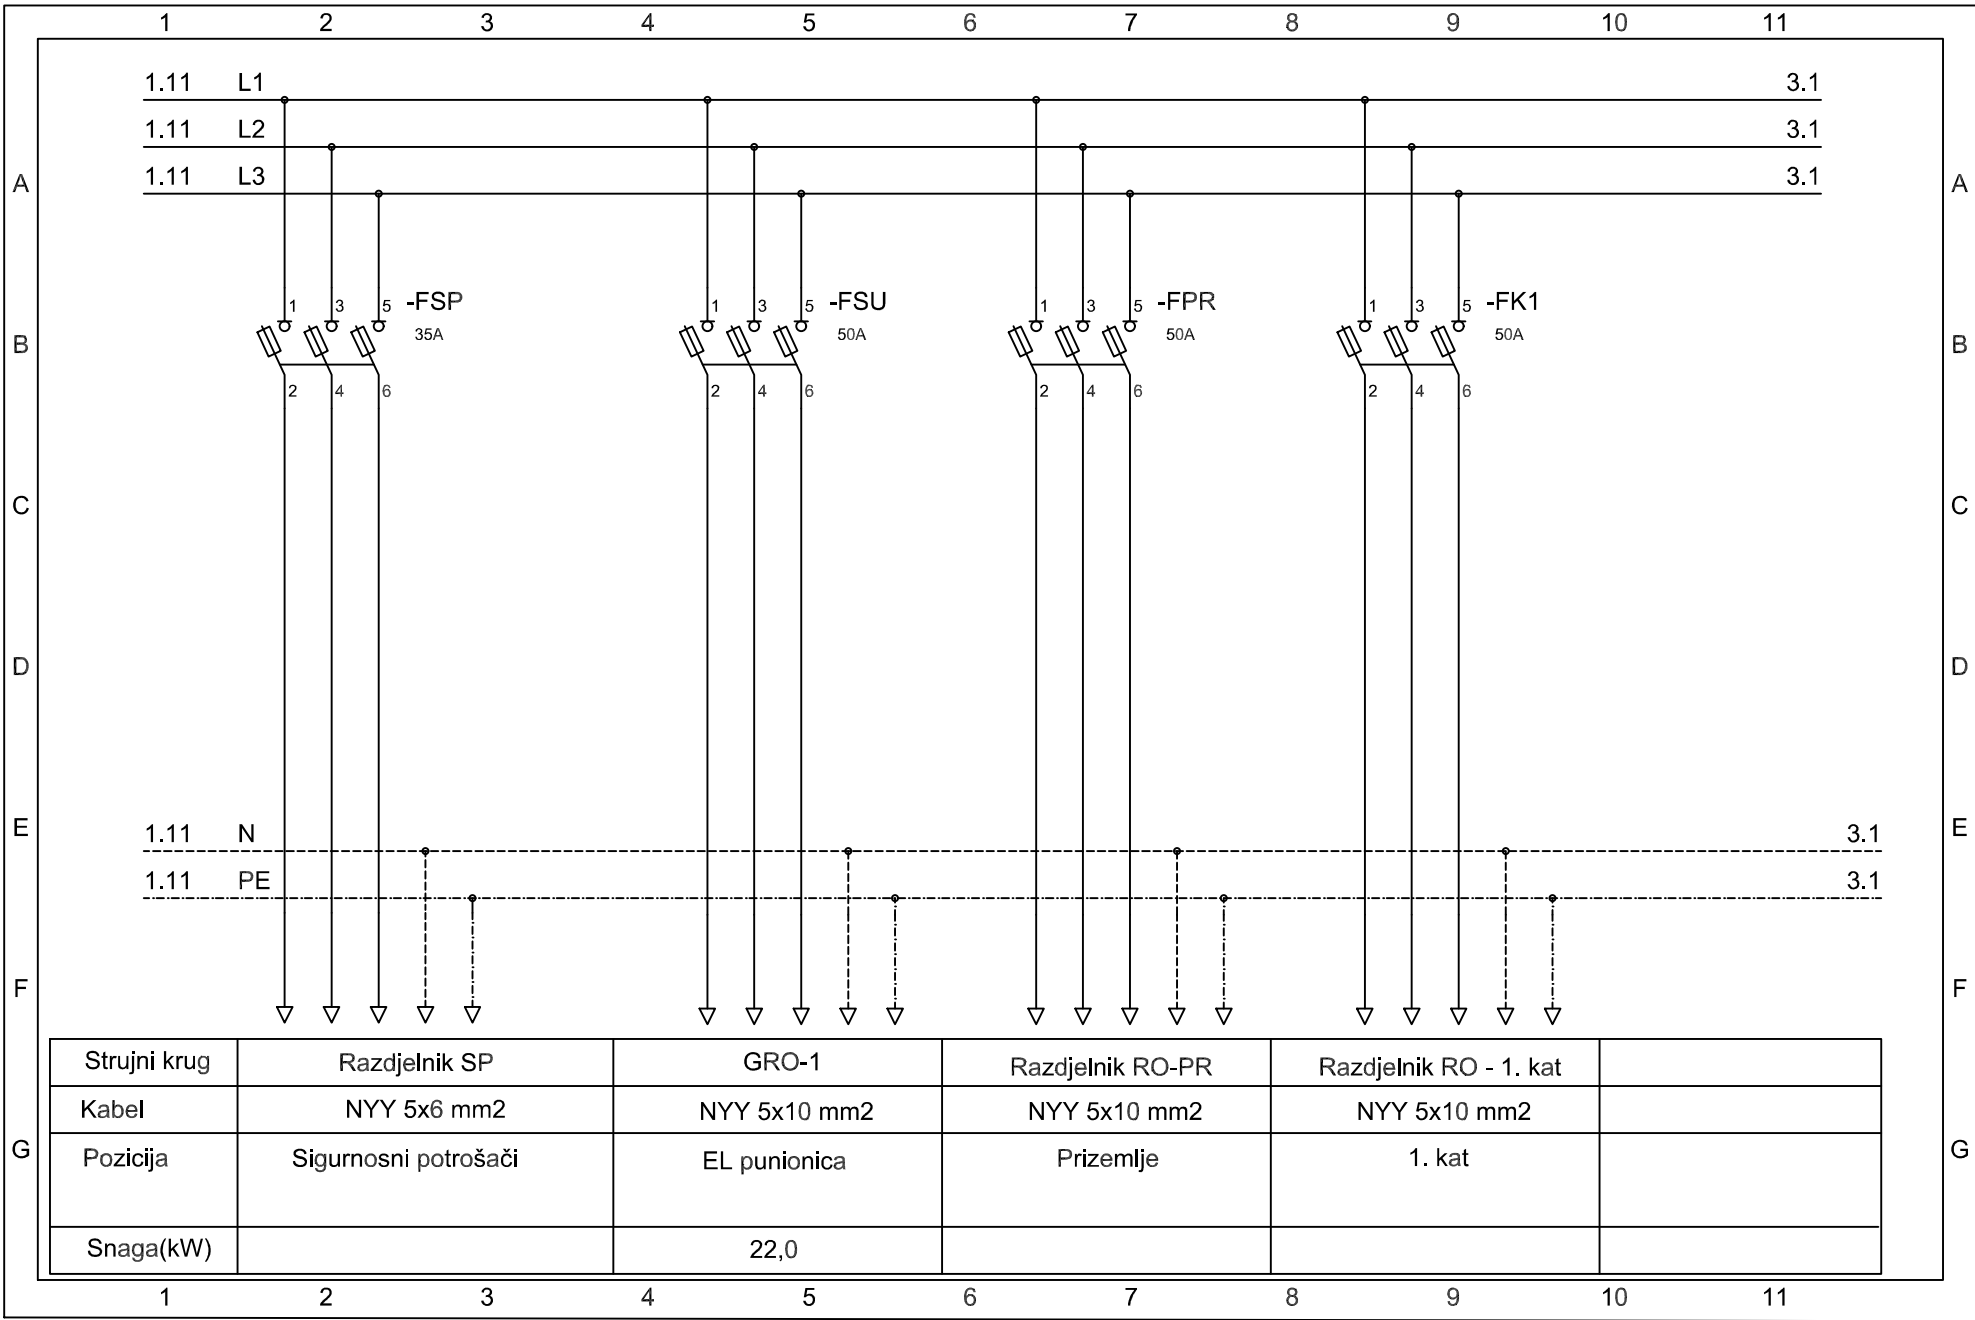 1 2 3 4 5 6 7 8 9 10 11
1.11 L1 3.1
1.11 L2 3.1
A 1.11 L3 3.1 A
1 3 5 -FSP 1 3 5 -FSU 1 3 5 -FPR 1 3 5 -FK1
B 35A 50A 50A 50A B
2 4 6 2 4 6 2 4 6 2 4 6
C C
D D
E 1.11 N 3.1 E
1.11 PE 3.1
F F
Strujni krug Razdjelnik SP GRO-1 Razdjelnik RO-PR Razdjelnik RO - 1. kat
Kabel NYY 5x6 mm2 NYY 5x10 mm2 NYY 5x10 mm2 NYY 5x10 mm2
G Pozicija Sigurnosni potrošači EL punionica Prizemlje 1. kat G
Snaga(kW) 22,0
1 2 3 4 5 6 7 8 9 10 11